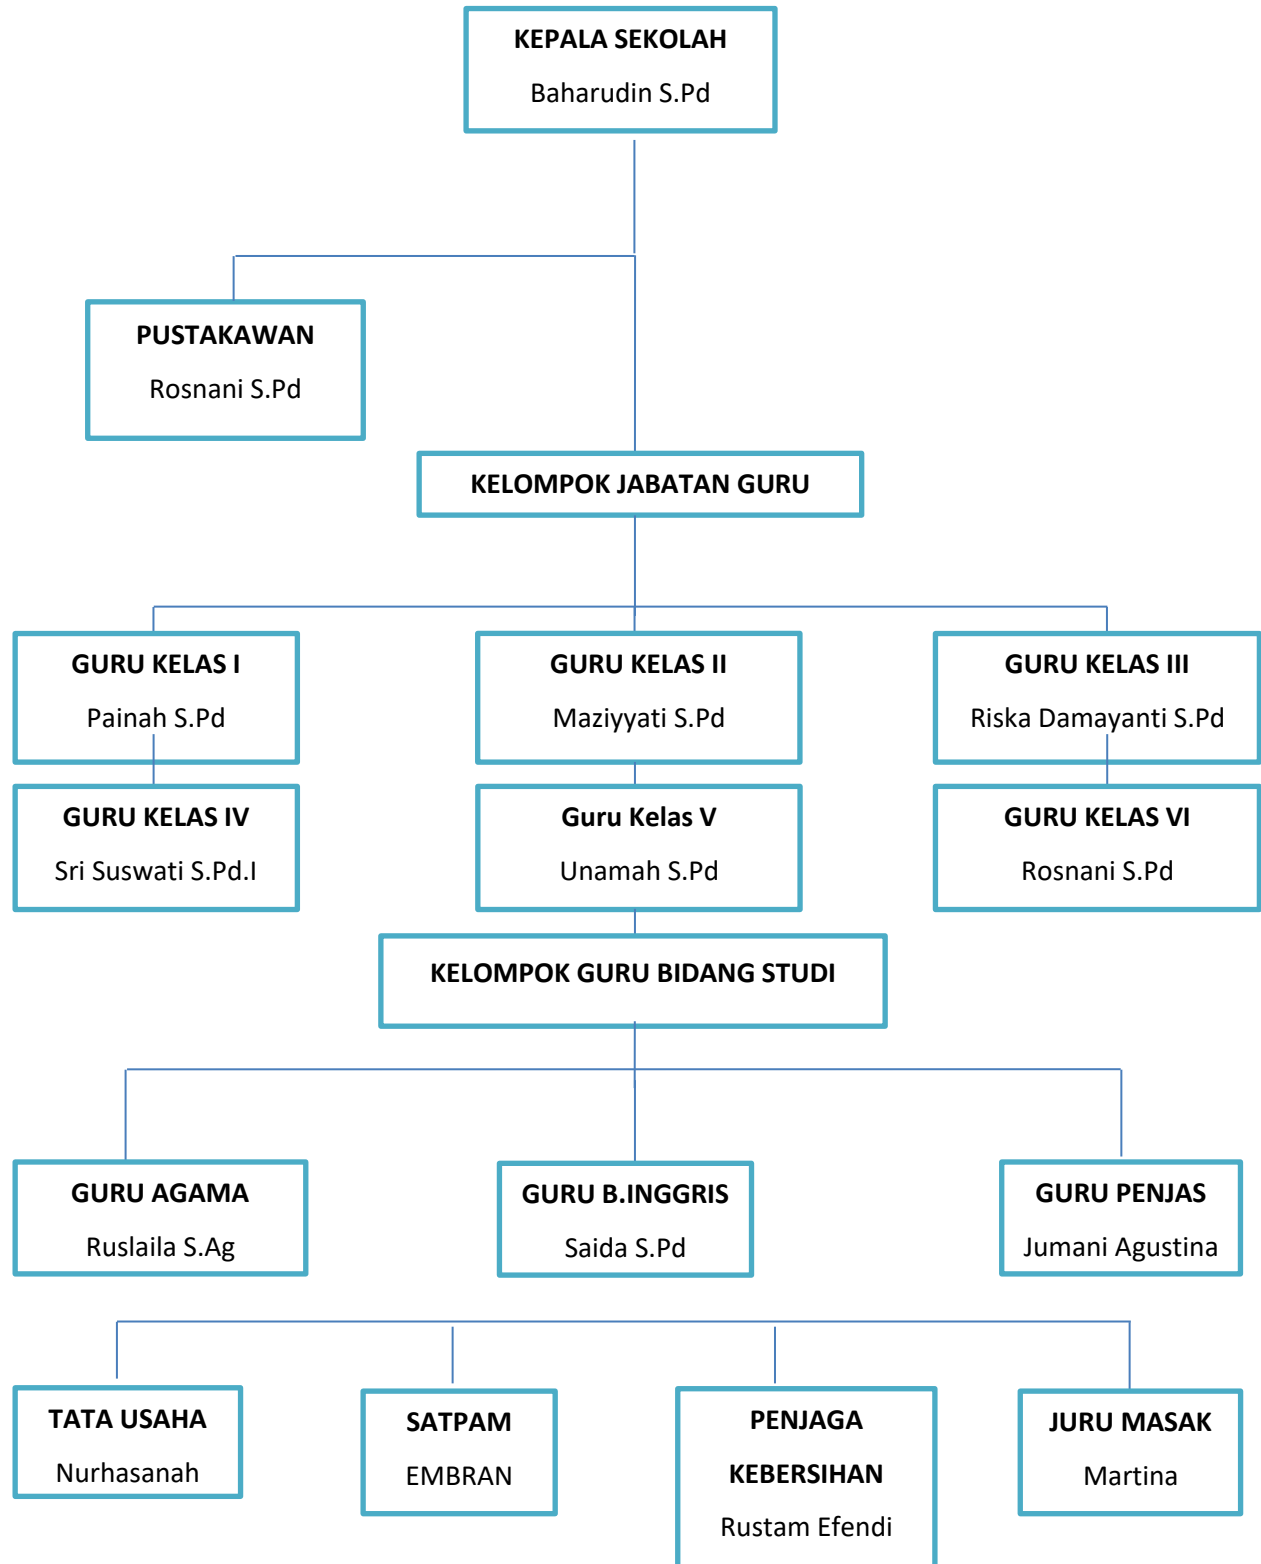 KEPALA SEKOLAH
Baharudin S.Pd
PUSTAKAWAN
Rosnani S.Pd
KELOMPOK JABATAN GURU
GURU KELAS I
Painah S.Pd
GURU KELAS II
Maziyyati S.Pd
GURU KELAS III
Riska Damayanti S.Pd
GURU KELAS IV
Sri Suswati S.Pd.I
Guru Kelas V
Unamah S.Pd
GURU KELAS VI
Rosnani S.Pd
KELOMPOK GURU BIDANG STUDI
GURU AGAMA
Ruslaila S.Ag
GURU B.INGGRIS
Saida S.Pd
GURU PENJAS
Jumani Agustina
TATA USAHA
Nurhasanah
SATPAM
EMBRAN
PENJAGA
KEBERSIHAN
Rustam Efendi
JURU MASAK
Martina